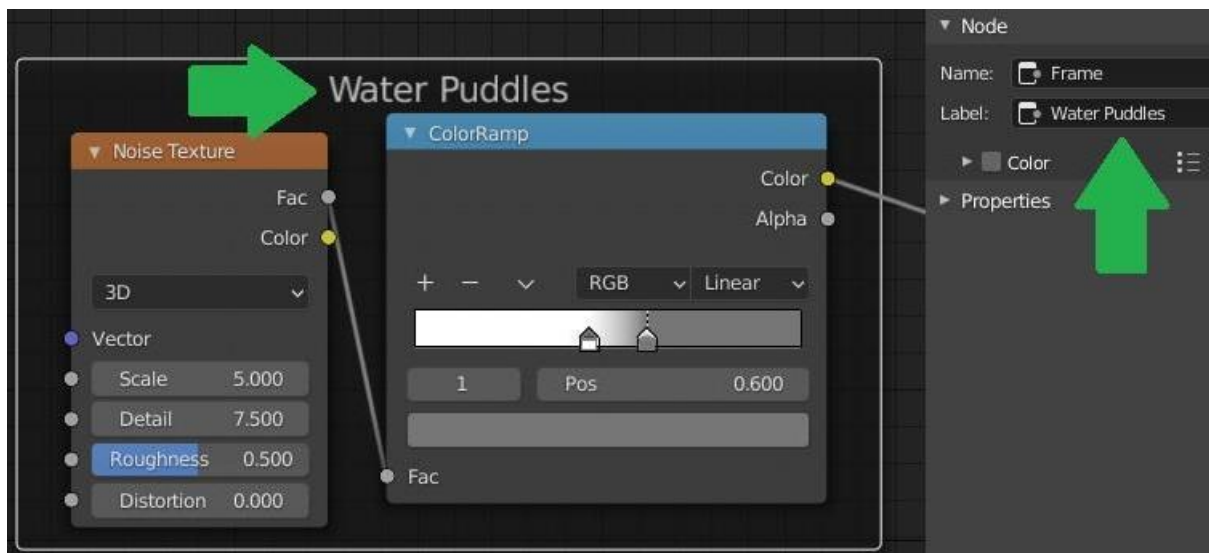 Water Puddles
Noise Texture
Fac
Color
3D
Vector
Scale 5.000
Detail 7.500
Roughness 0.500
Distortion 0.000
ColorRamp
Color
Alpha
+ − RGB Linear
1 Pos 0.600
Fac
Node
Name: Frame
Label: Water Puddles
Color
Properties